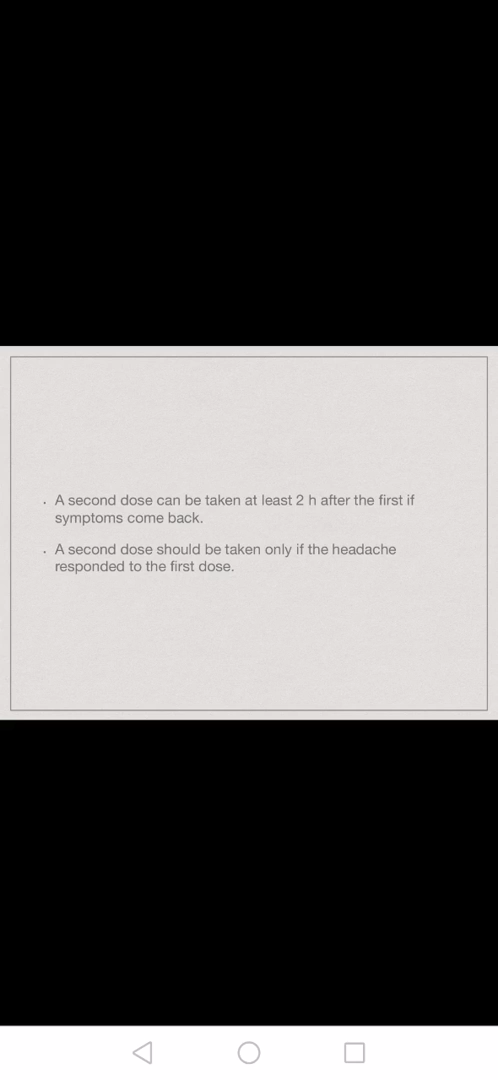 . A second dose can be taken at least 2 h after the first if
symptoms come back.
. A second dose should be taken only if the headache
responded to the first dose.